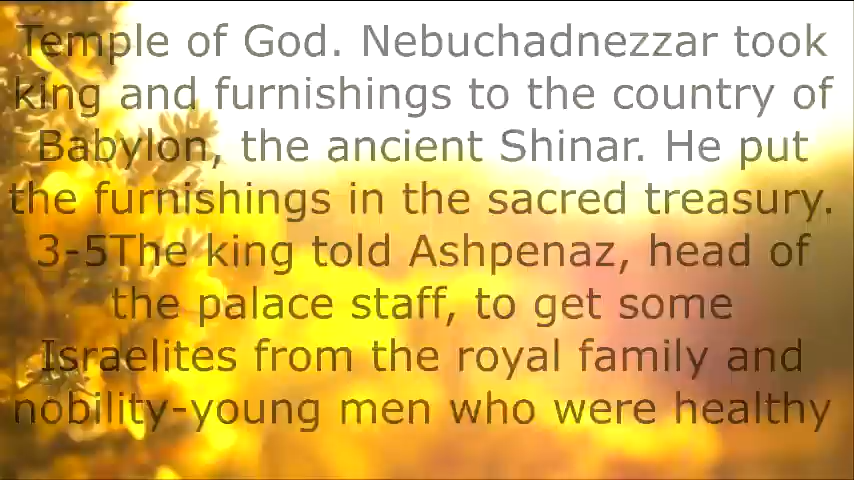 Temple of God. Nebuchadnezzar took
king and furnishings to the country of
Babylon, the ancient Shinar. He put
the furnishings in the sacred treasury.
3-5The king told Ashpenaz, head of
the palace staff, to get some
Israelites from the royal family and
nobility-young men who were healthy